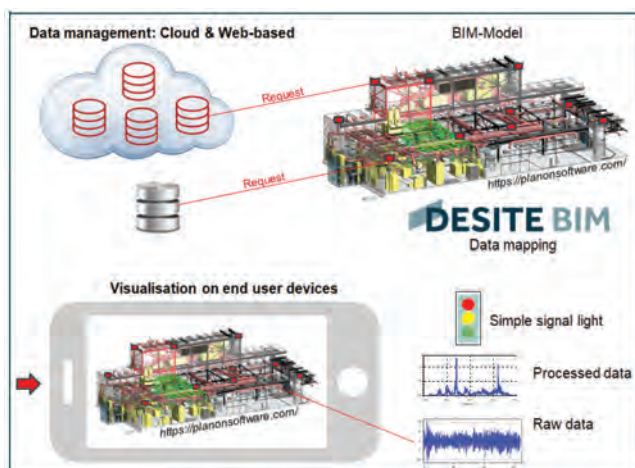 Data management: Cloud & Web-based
BIM-Model
Request
Request
https://planonsoftware.com/
DESITE BIM
Data mapping
Visualisation on end user devices
https://planonsoftware.com/
Simple signal light
Processed data
Raw data